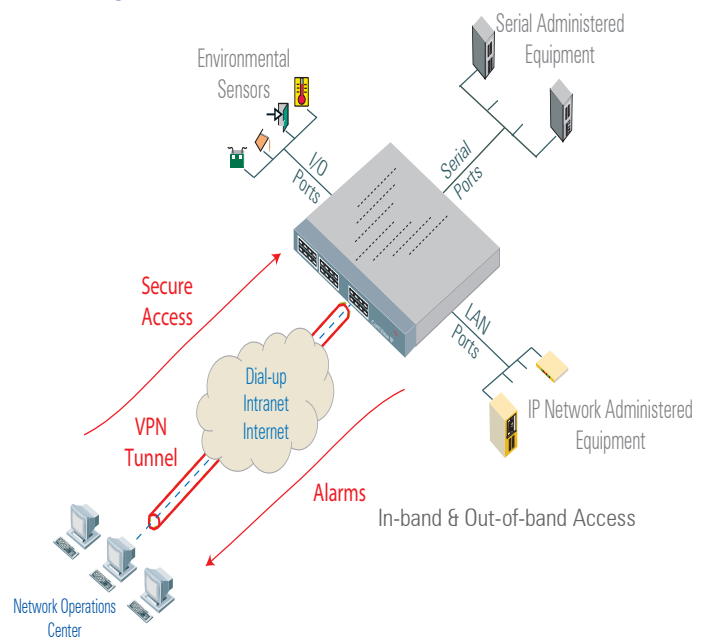 Serial Administered
Equipment
Environmental
Sensors
I/O
Ports
Serial
Ports
Secure
Access
LAN
Ports
Dial-up
Intranet
Internet
VPN
Tunnel
IP Network Administered
Equipment
Alarms
In-band & Out-of-band Access
Network Operations
Center